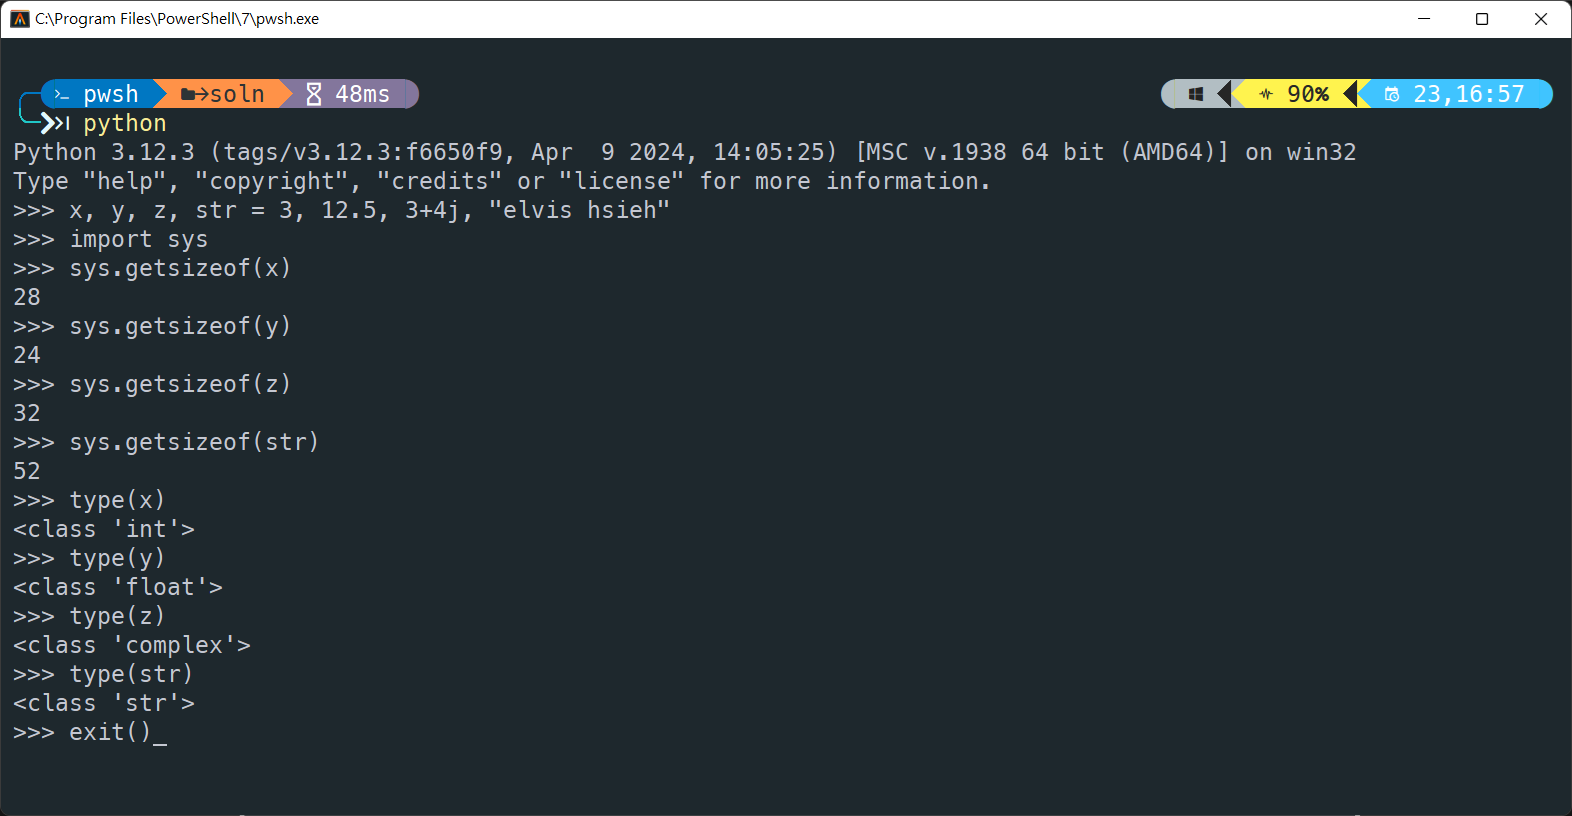 C:\Program Files\PowerShell\7\pwsh.exe
pwsh soln 48ms 90% 23,16:57
python
Python 3.12.3 (tags/v3.12.3:f6650f9, Apr  9 2024, 14:05:25) [MSC v.1938 64 bit (AMD64)] on win32
Type "help", "copyright", "credits" or "license" for more information.
>>> x, y, z, str = 3, 12.5, 3+4j, "elvis hsieh"
>>> import sys
>>> sys.getsizeof(x)
28
>>> sys.getsizeof(y)
24
>>> sys.getsizeof(z)
32
>>> sys.getsizeof(str)
52
>>> type(x)
<class 'int'>
>>> type(y)
<class 'float'>
>>> type(z)
<class 'complex'>
>>> type(str)
<class 'str'>
>>> exit()_